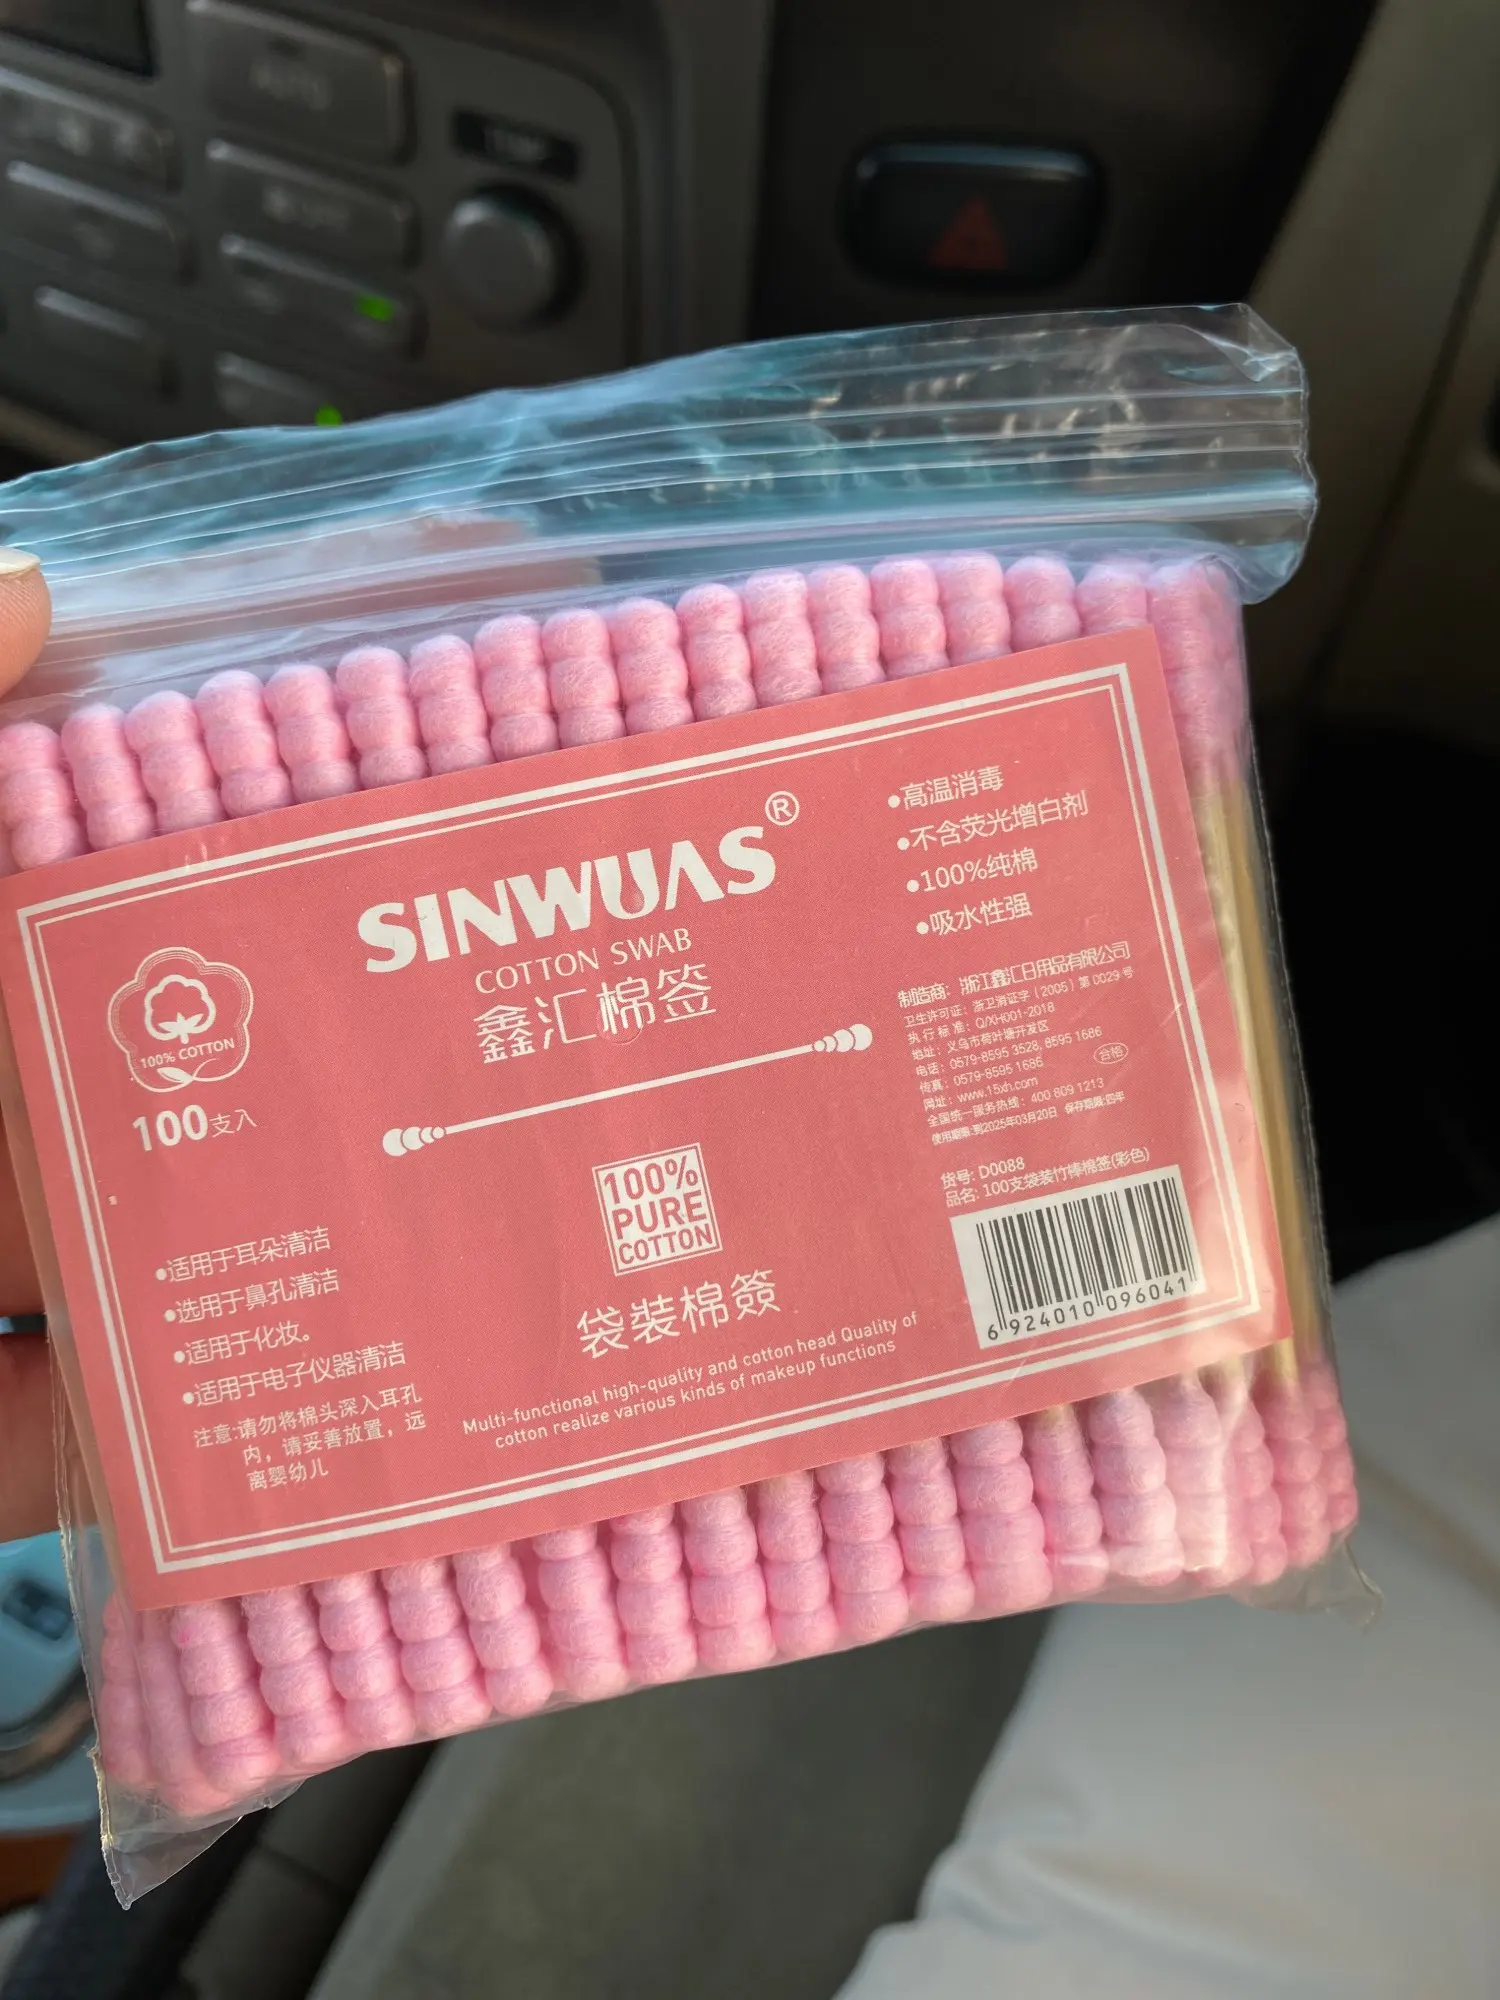 SINWUAS®
COTTON SWAB
鑫汇棉签
100% COTTON
100支入
•适用于耳朵清洁
•选用于鼻孔清洁
•适用于化妆。
•适用于电子仪器清洁
注意:请勿将棉头深入耳孔
内，请妥善放置，远
离婴幼儿
100%
PURE
COTTON
袋裝棉簽
Multi-functional high-quality and cotton head Quality of
cotton realize various kinds of makeup functions
•高温消毒
•不含荧光增白剂
•100%纯棉
•吸水性强
制造商：浙江鑫汇日用品有限公司
卫生许可证：浙卫消证字（2005）第 0029 号
执 行 标 准：Q/XH001-2018
地址：义乌市荷叶塘开发区
电话：0579-8595 3528, 8595 1686
传真：0579-8595 1686
合格
网址：www.15xh.com
全国统一服务热线：400 809 1213
使用期限:到2025年03月20日 保存期限:四年
货号: D0088
品名: 100支袋装竹棒棉签(彩色)
6 924010 096041